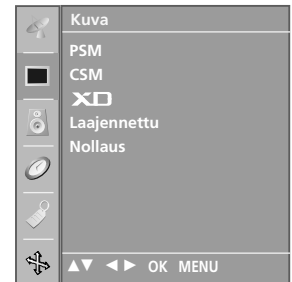 Kuva
PSM
CSM
XD
Laajennettu
Nollaus
▲▼ ◀▶ OK MENU